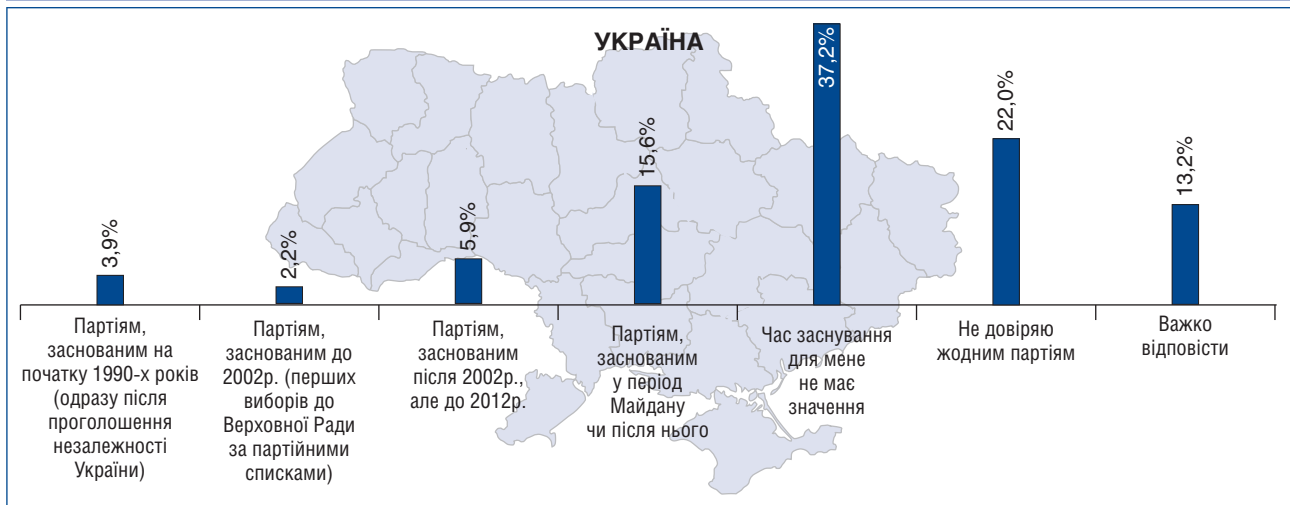 УКРАЇНА
3,9%
2,2%
5,9%
15,6%
37,2%
22,0%
13,2%
Партіям,
заснованим на
початку 1990-х років
(одразу після
проголошення
незалежності
України)
Партіям,
заснованим до
2002р. (перших
виборів до
Верховної Ради
за партійними
списками)
Партіям,
заснованим
після 2002р.,
але до 2012р.
Партіям,
заснованим
у період
Майдану
чи після нього
Час заснування
для мене
не має
значення
Не довіряю
жодним партіям
Важко
відповісти